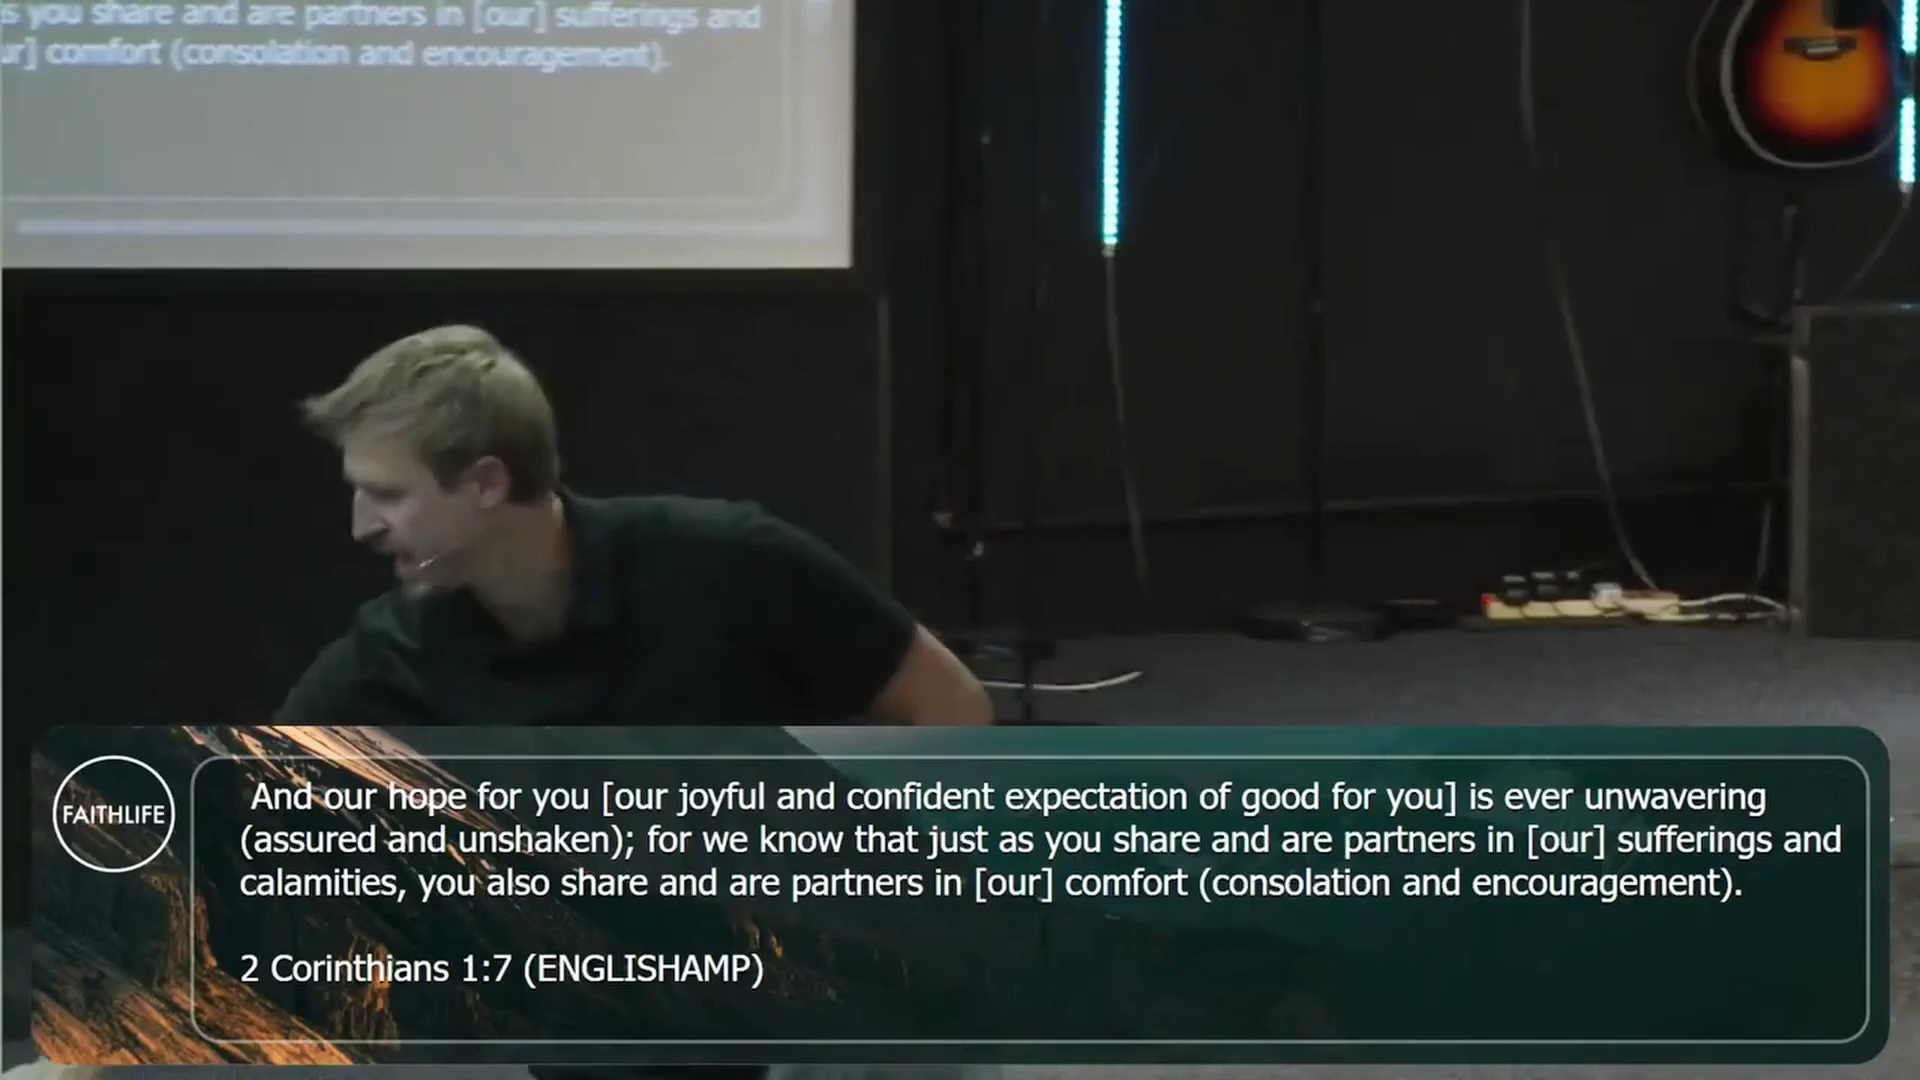 s you share and are partners in [our] sufferings and
ur] comfort (consolation and encouragement).
FAITHLIFE
And our hope for you [our joyful and confident expectation of good for you] is ever unwavering
(assured and unshaken); for we know that just as you share and are partners in [our] sufferings and
calamities, you also share and are partners in [our] comfort (consolation and encouragement).
2 Corinthians 1:7 (ENGLISHAMP)